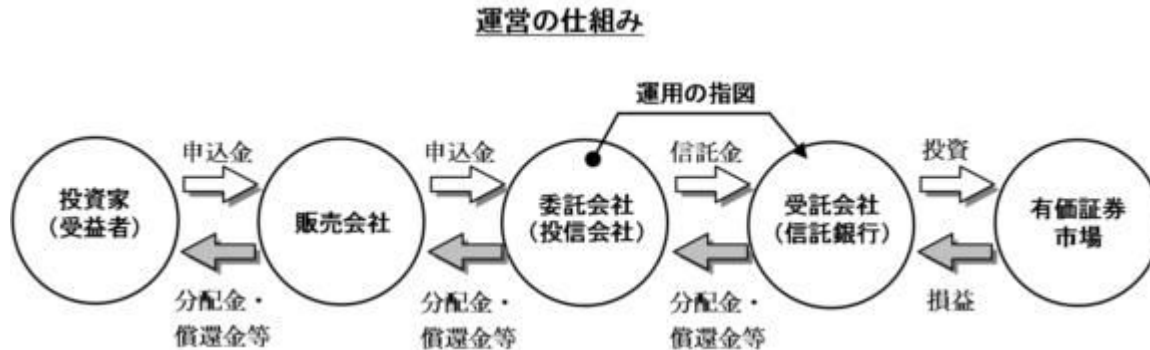 運営の仕組み
運用の指図
申込金
申込金
信託金
投資
投資家
（受益者）
販売会社
委託会社
（投信会社）
受託会社
（信託銀行）
有価証券
市場
分配金・
償還金等
分配金・
償還金等
分配金・
償還金等
損益